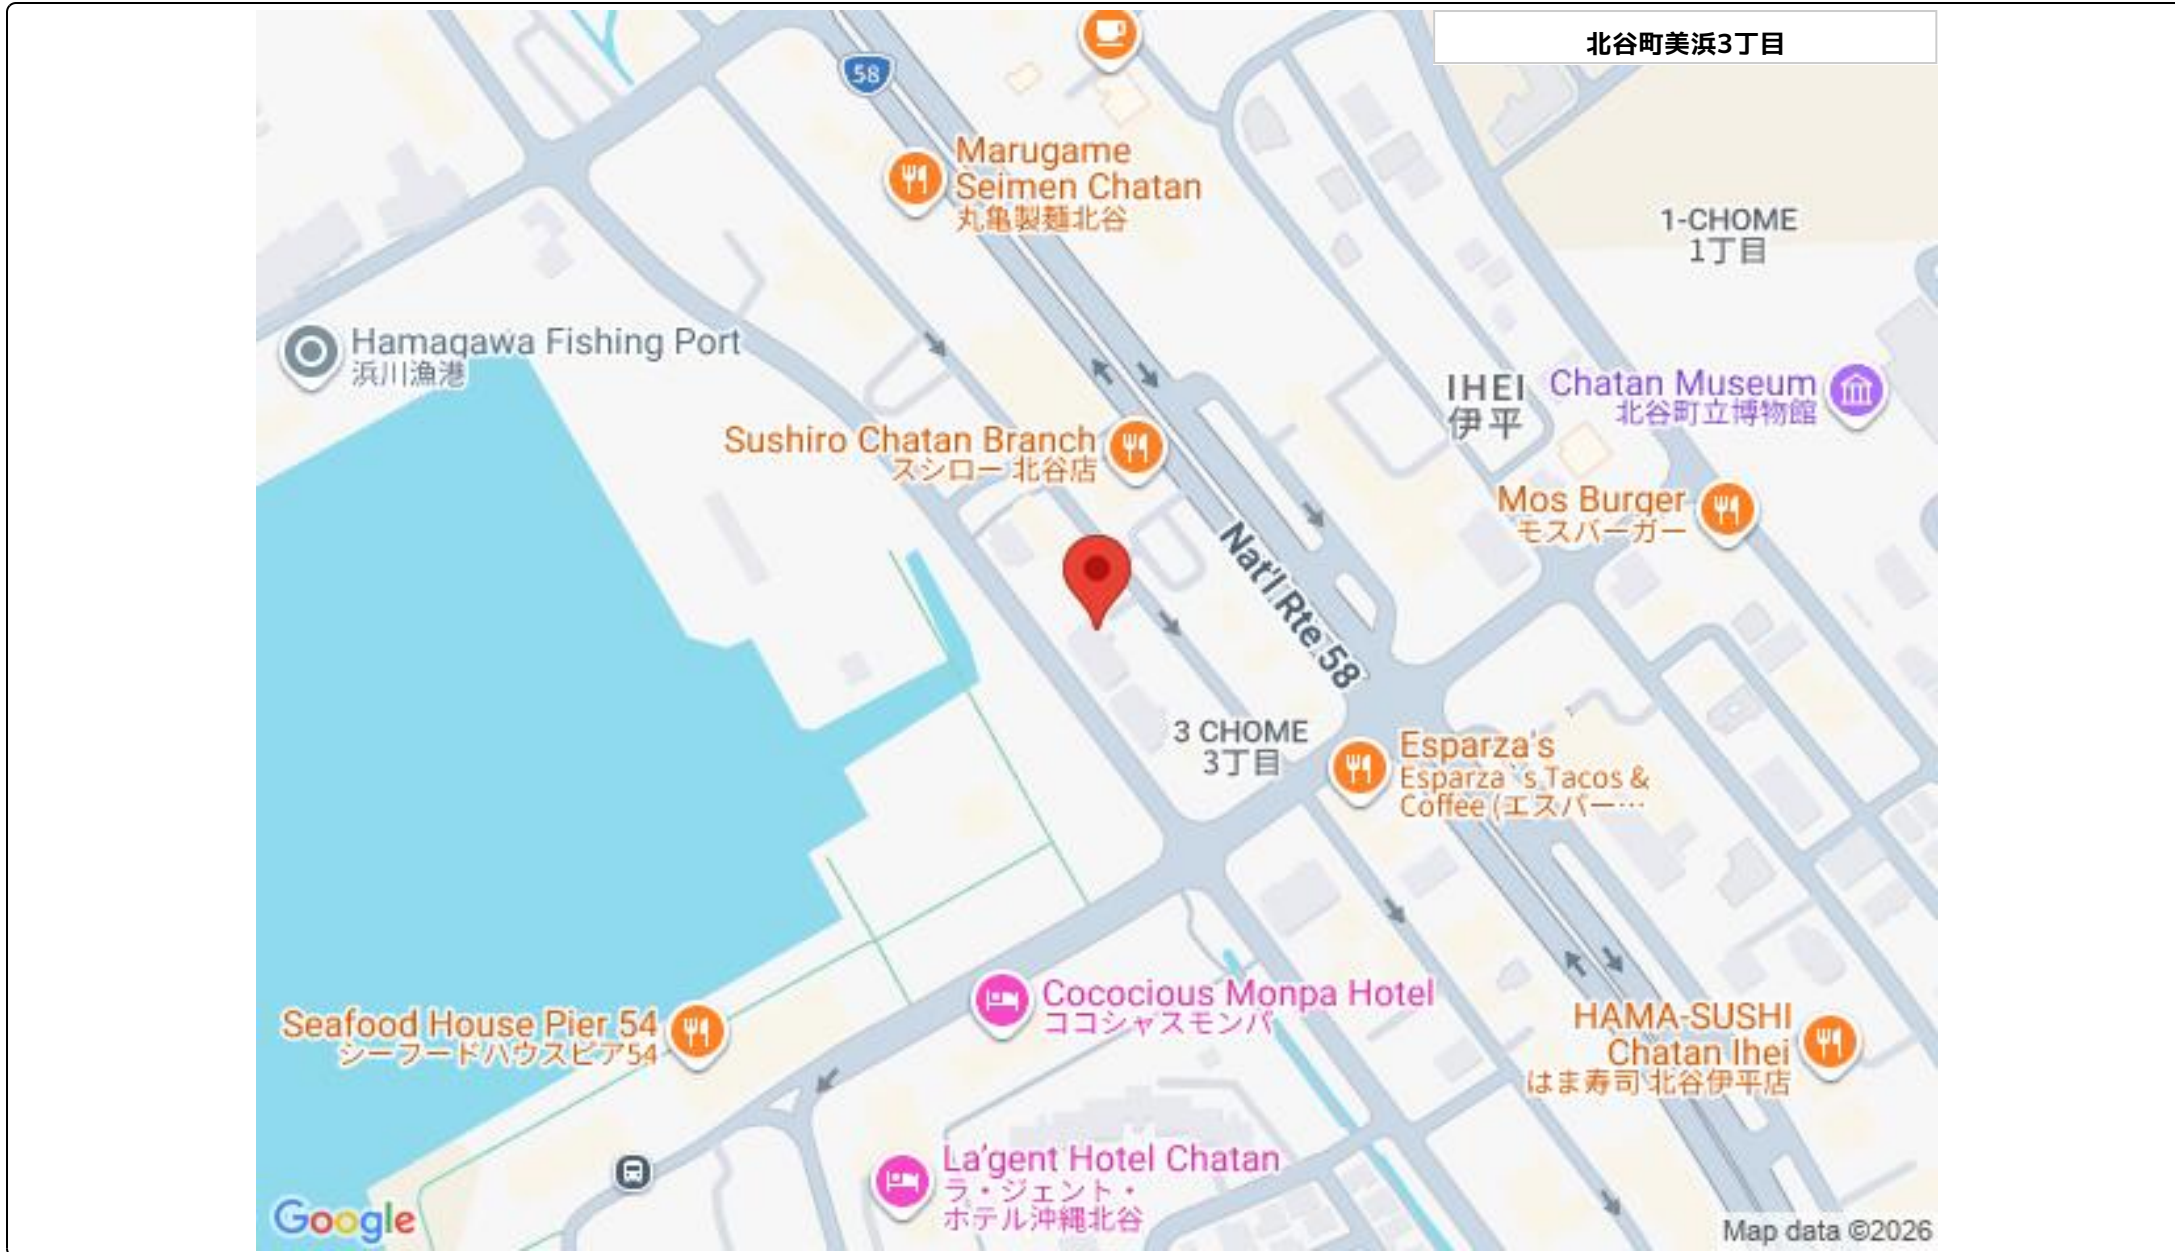 北谷町美浜3丁目
58
Marugame
Seimen Chatan
丸亀製麺北谷
1-CHOME
1丁目
Hamagawa Fishing Port
浜川漁港
IHEI
伊平
Chatan Museum
北谷町立博物館
Sushiro Chatan Branch
スシロー 北谷店
Mos Burger
モスバーガー
Nat'l Rte 58
3 CHOME
3丁目
Esparza's
Esparza's Tacos &
Coffee (エスパー…
Cococious Monpa Hotel
ココシャスモンパ
Seafood House Pier 54
シーフードハウスピア54
HAMA-SUSHI
Chatan Ihei
はま寿司 北谷伊平店
La'gent Hotel Chatan
ラ・ジェント・
ホテル沖縄北谷
Google
Map data ©2026